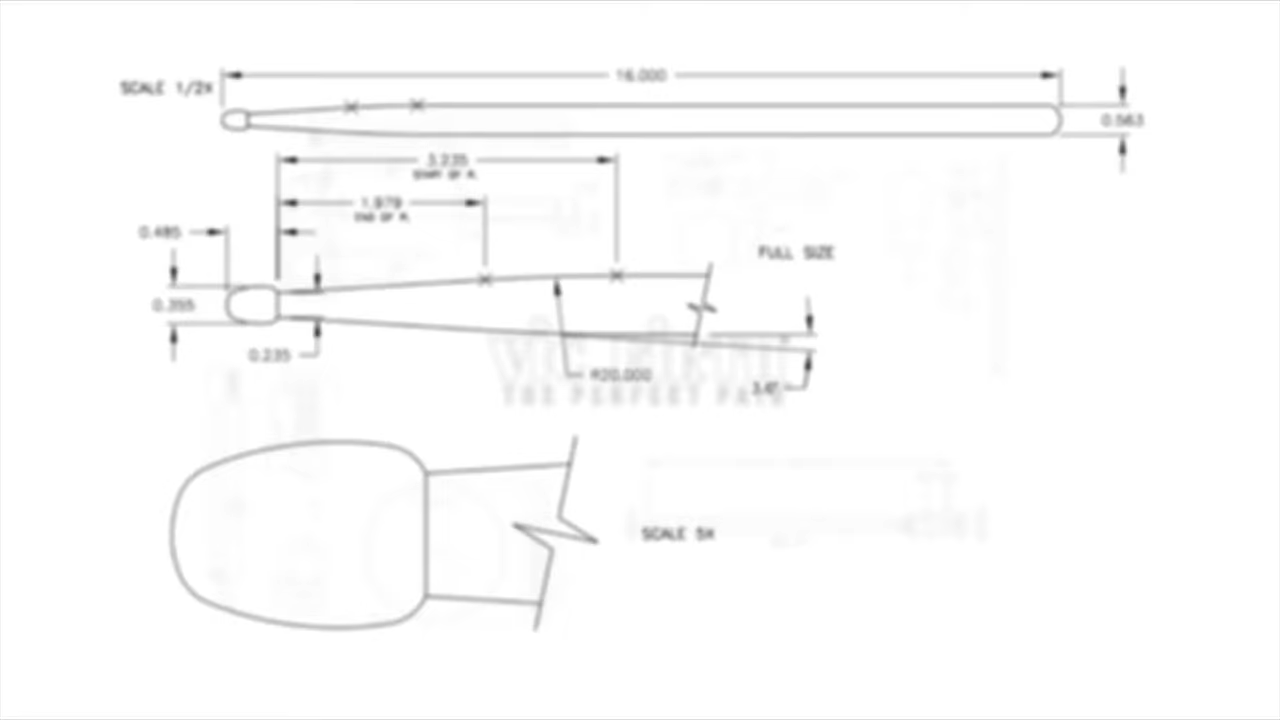 16.000
SCALE 1/2X
0.563
3.235
START OF R.
1.979
END OF R.
0.485
FULL SIZE
0.355
0.235
R20.000
THE PERFECT PAIR
SCALE 5X